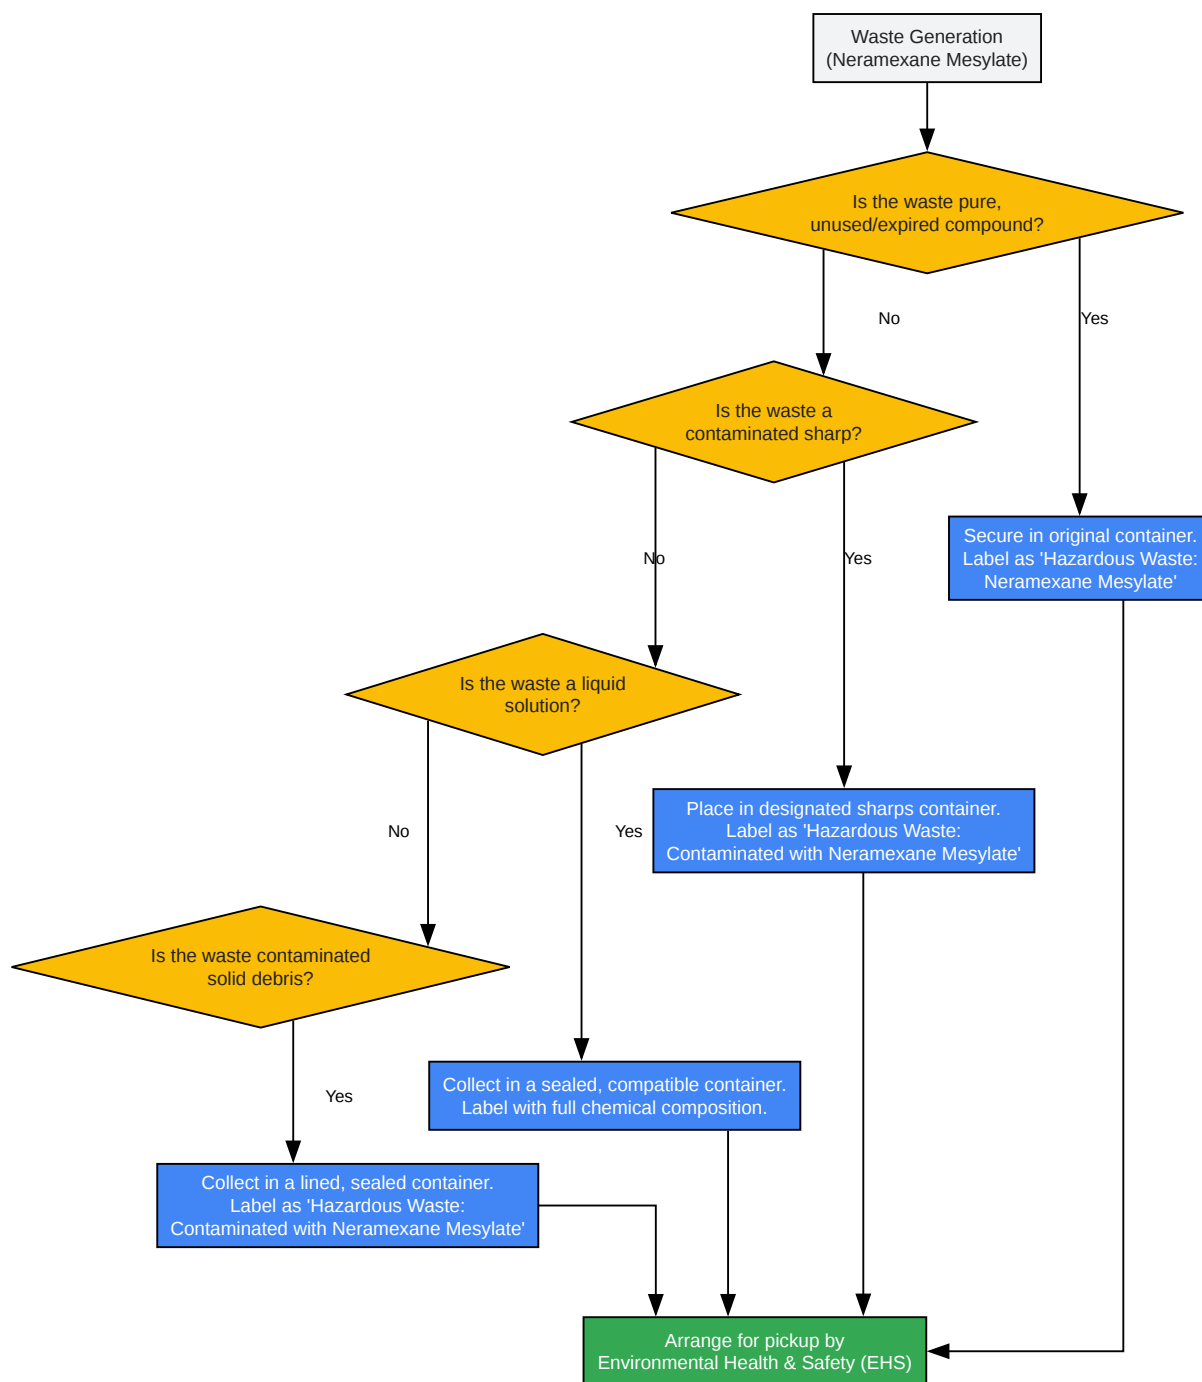 Waste Generation
(Neramexane Mesylate)
Is the waste pure,
unused/expired compound?
No
Yes
Is the waste a
contaminated sharp?
No
Yes
Secure in original container.
Label as 'Hazardous Waste:
Neramexane Mesylate'
Is the waste a liquid
solution?
No
Yes
Place in designated sharps container.
Label as 'Hazardous Waste:
Contaminated with Neramexane Mesylate'
Is the waste contaminated
solid debris?
Yes
Collect in a sealed, compatible container.
Label with full chemical composition.
Collect in a lined, sealed container.
Label as 'Hazardous Waste:
Contaminated with Neramexane Mesylate'
Arrange for pickup by
Environmental Health & Safety (EHS)